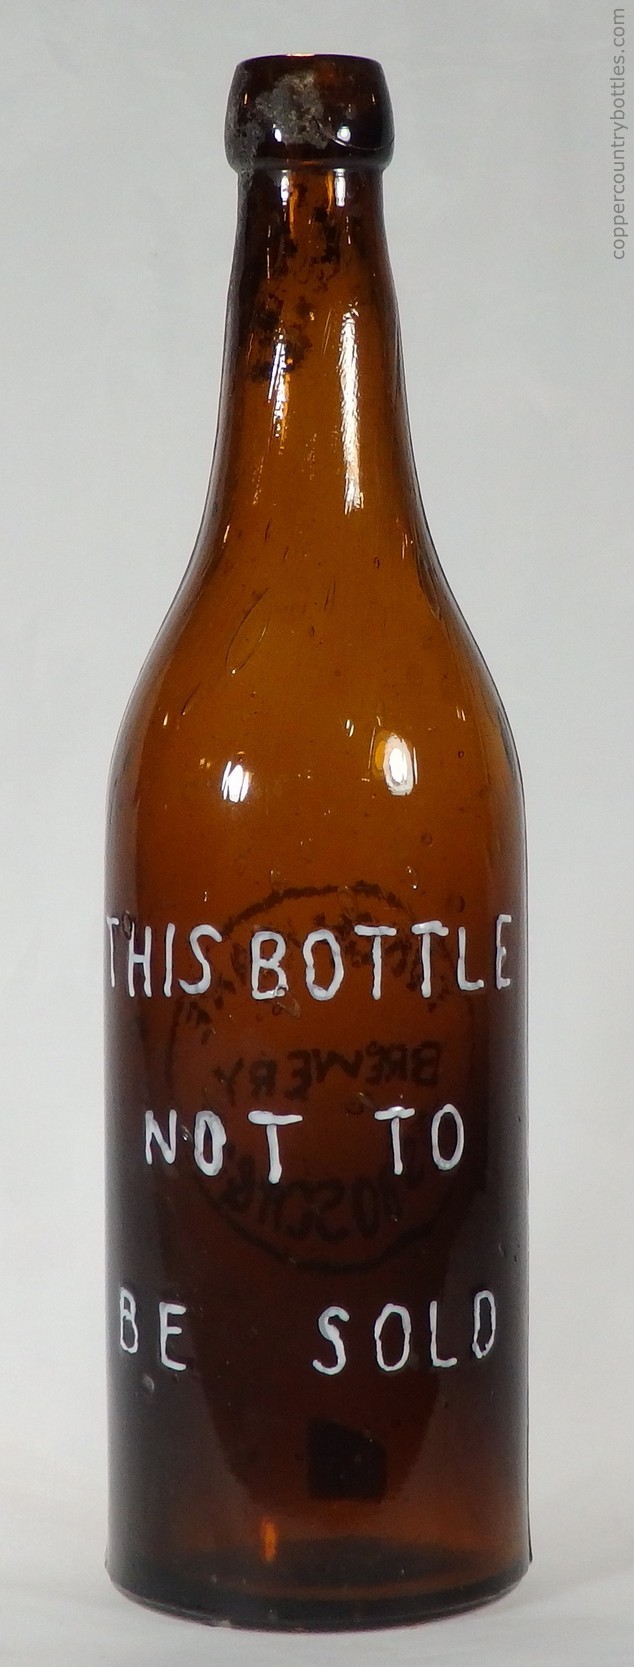 coppercountrybottles.com
THIS BOTTLE
BREWERY
NOT TO
BE SOLD